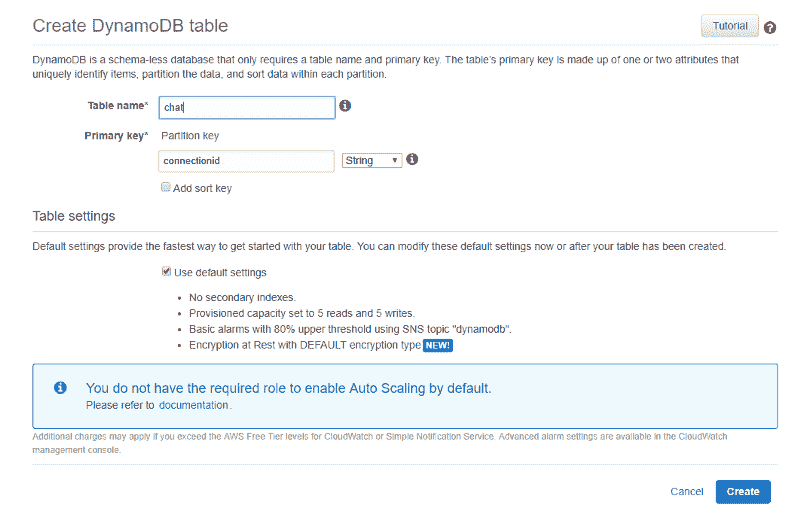 Create DynamoDB table
Tutorial
DynamoDB is a schema-less database that only requires a table name and primary key. The table's primary key is made up of one or two attributes that
uniquely identify items, partition the data, and sort data within each partition.
Table name*
chat
Primary key*
Partition key
connectionid
String
Add sort key
Table settings
Default settings provide the fastest way to get started with your table. You can modify these default settings now or after your table has been created.
Use default settings
• No secondary indexes.
• Provisioned capacity set to 5 reads and 5 writes.
• Basic alarms with 80% upper threshold using SNS topic "dynamodb".
• Encryption at Rest with DEFAULT encryption type NEW!
You do not have the required role to enable Auto Scaling by default.
Please refer to documentation.
Additional charges may apply if you exceed the AWS Free Tier levels for CloudWatch or Simple Notification Service. Advanced alarm settings are available in the CloudWatch
management console.
Cancel
Create